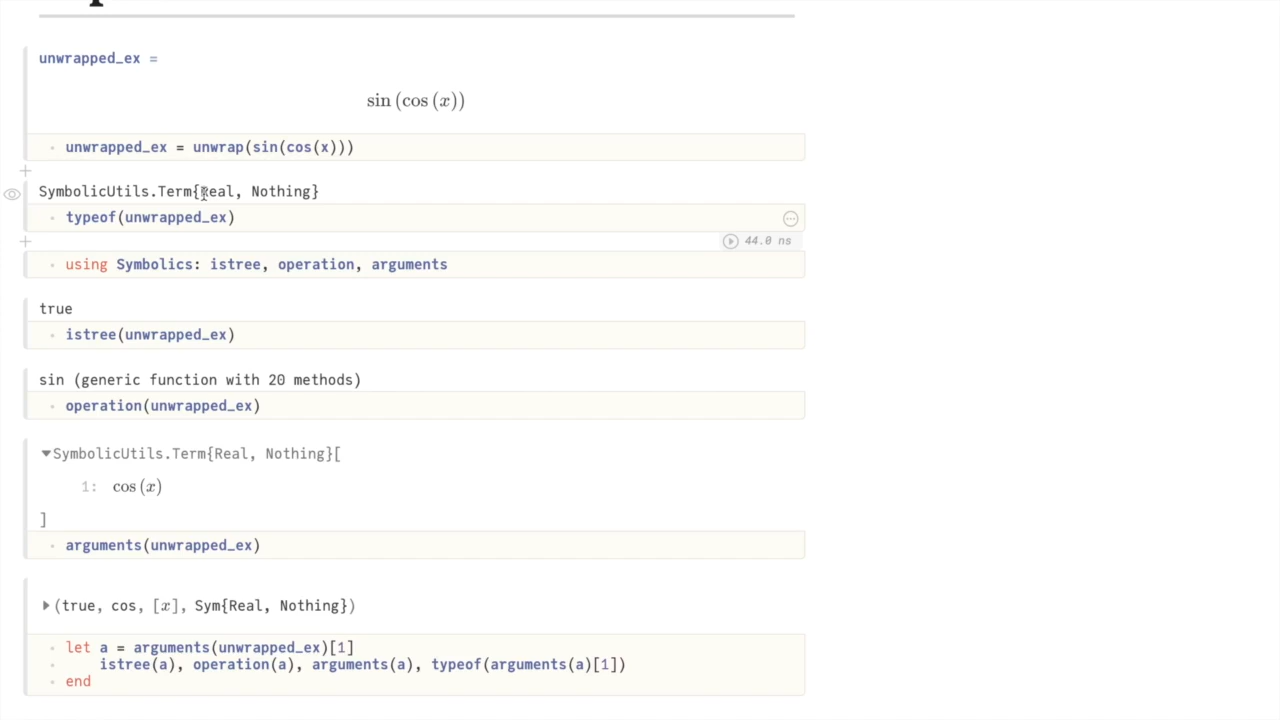 unwrapped_ex =
sin (cos (x))
unwrapped_ex = unwrap(sin(cos(x)))
SymbolicUtils.Term{Real, Nothing}
typeof(unwrapped_ex)
44.0 ns
using Symbolics: istree, operation, arguments
true
istree(unwrapped_ex)
sin (generic function with 20 methods)
operation(unwrapped_ex)
SymbolicUtils.Term{Real, Nothing}[
1: cos (x)
]
arguments(unwrapped_ex)
(true, cos, [x], Sym{Real, Nothing})
let a = arguments(unwrapped_ex)[1]
istree(a), operation(a), arguments(a), typeof(arguments(a)[1])
end